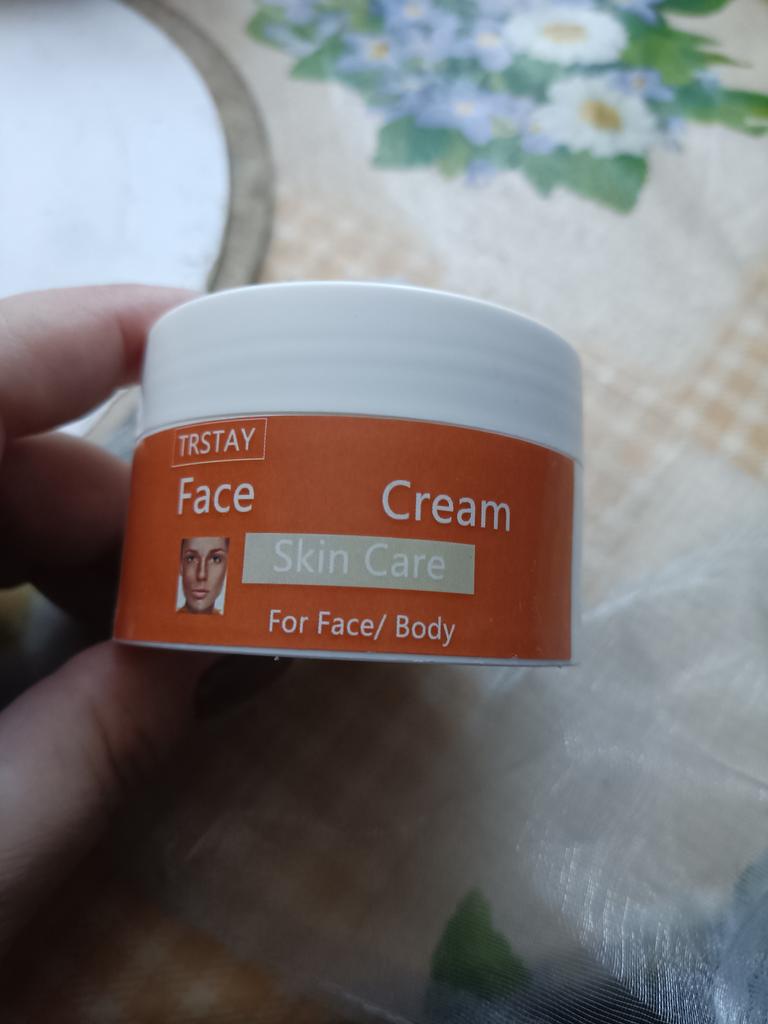 TRSTAY
Face Cream
Skin Care
For Face/ Body